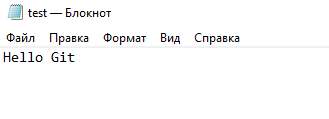 test — Блокнот
Файл Правка Формат Вид Справка
Hello Git